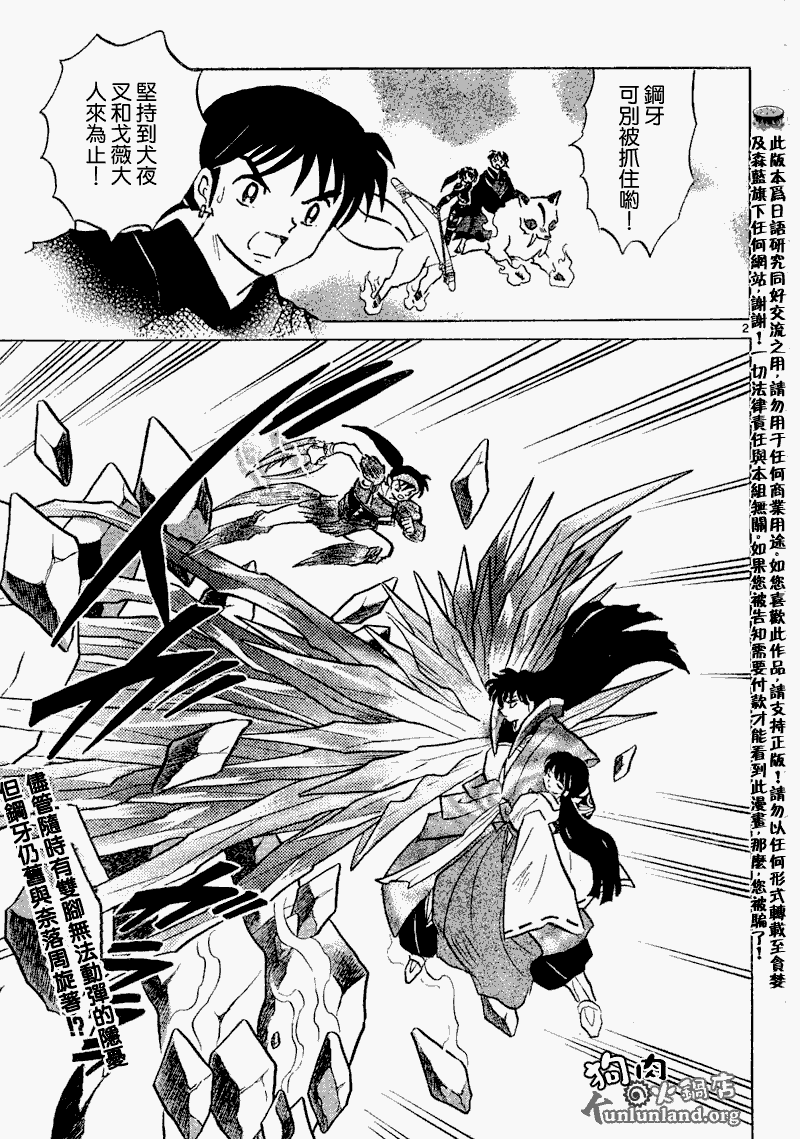 鋼牙
可別被抓住喲！
堅持到犬夜
叉和戈薇大
人來為止！
2
儘管隨時有雙腳無法動彈的隱憂
但鋼牙仍舊與奈落周旋著!?
此版本爲日語研究同好交流之用，請勿用于任何商業用途。如您喜歡此作品，請支持正版！請勿以任何形式轉載至貪婪
及森藍旗下任何網站，謝謝！一切法律責任與本組無關。如果您被告知需要付款才能看到此漫畫，那麼，您被騙了！
狗肉
火鍋店
Kunlunland.org